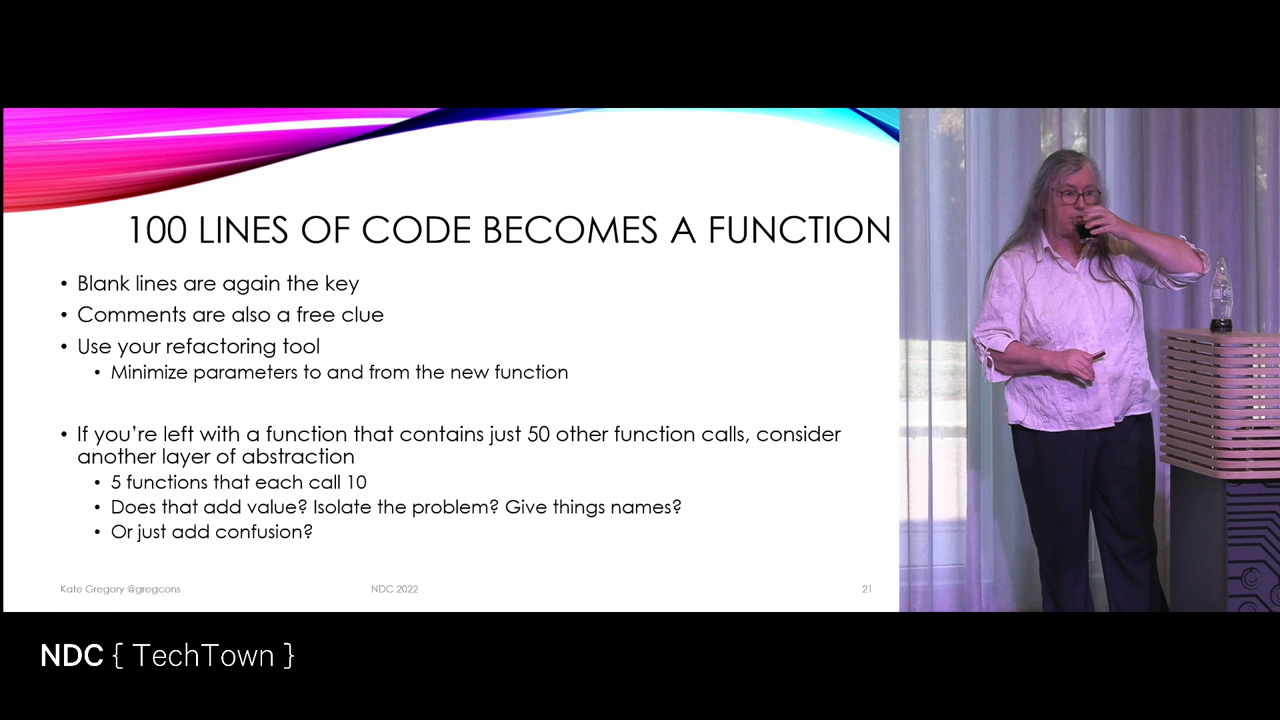 100 LINES OF CODE BECOMES A FUNCTION
• Blank lines are again the key
• Comments are also a free clue
• Use your refactoring tool
• Minimize parameters to and from the new function
• If you’re left with a function that contains just 50 other function calls, consider
another layer of abstraction
• 5 functions that each call 10
• Does that add value? Isolate the problem? Give things names?
• Or just add confusion?
Kate Gregory @gregcons
NDC 2022
21
NDC { TechTown }